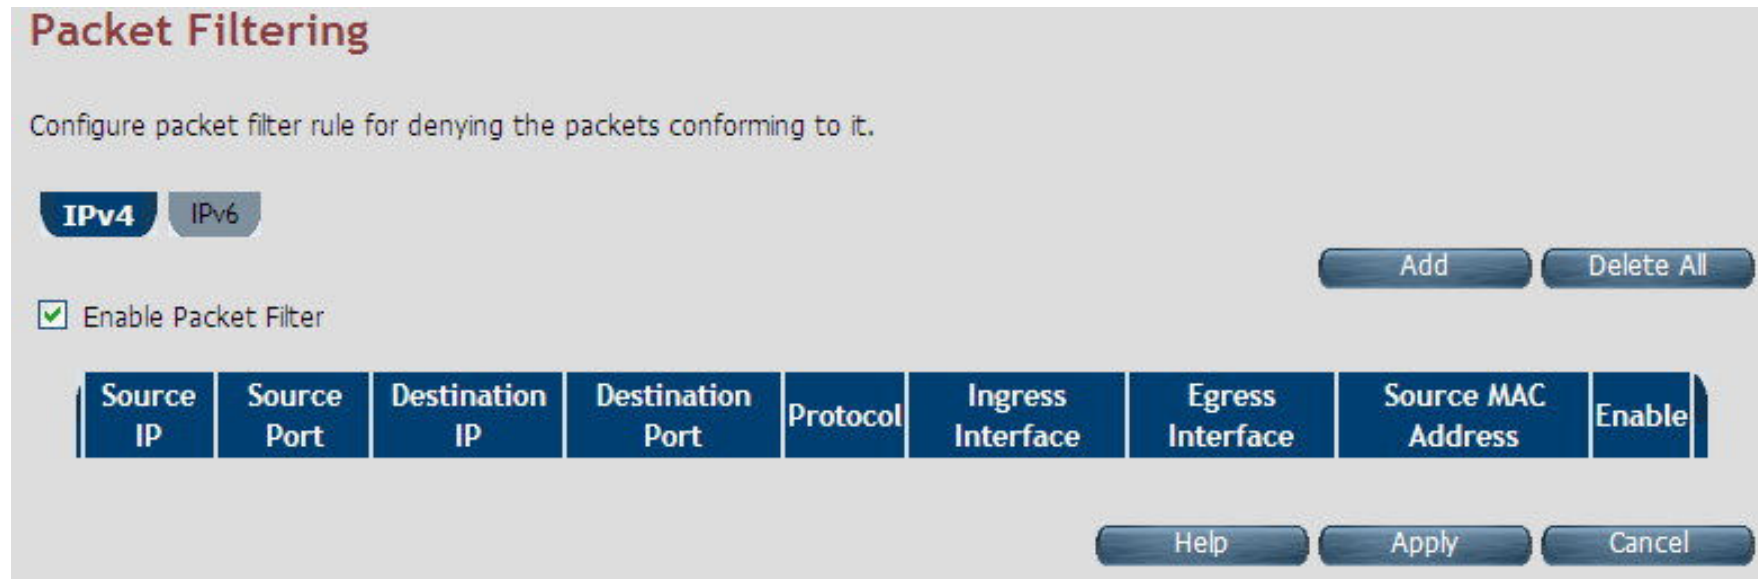 Packet Filtering
Configure packet filter rule for denying the packets conforming to it.
IPv4 IPv6
Add Delete All
Enable Packet Filter
Source IP Source Port Destination IP Destination Port Protocol Ingress Interface Egress Interface Source MAC Address Enable
Help Apply Cancel